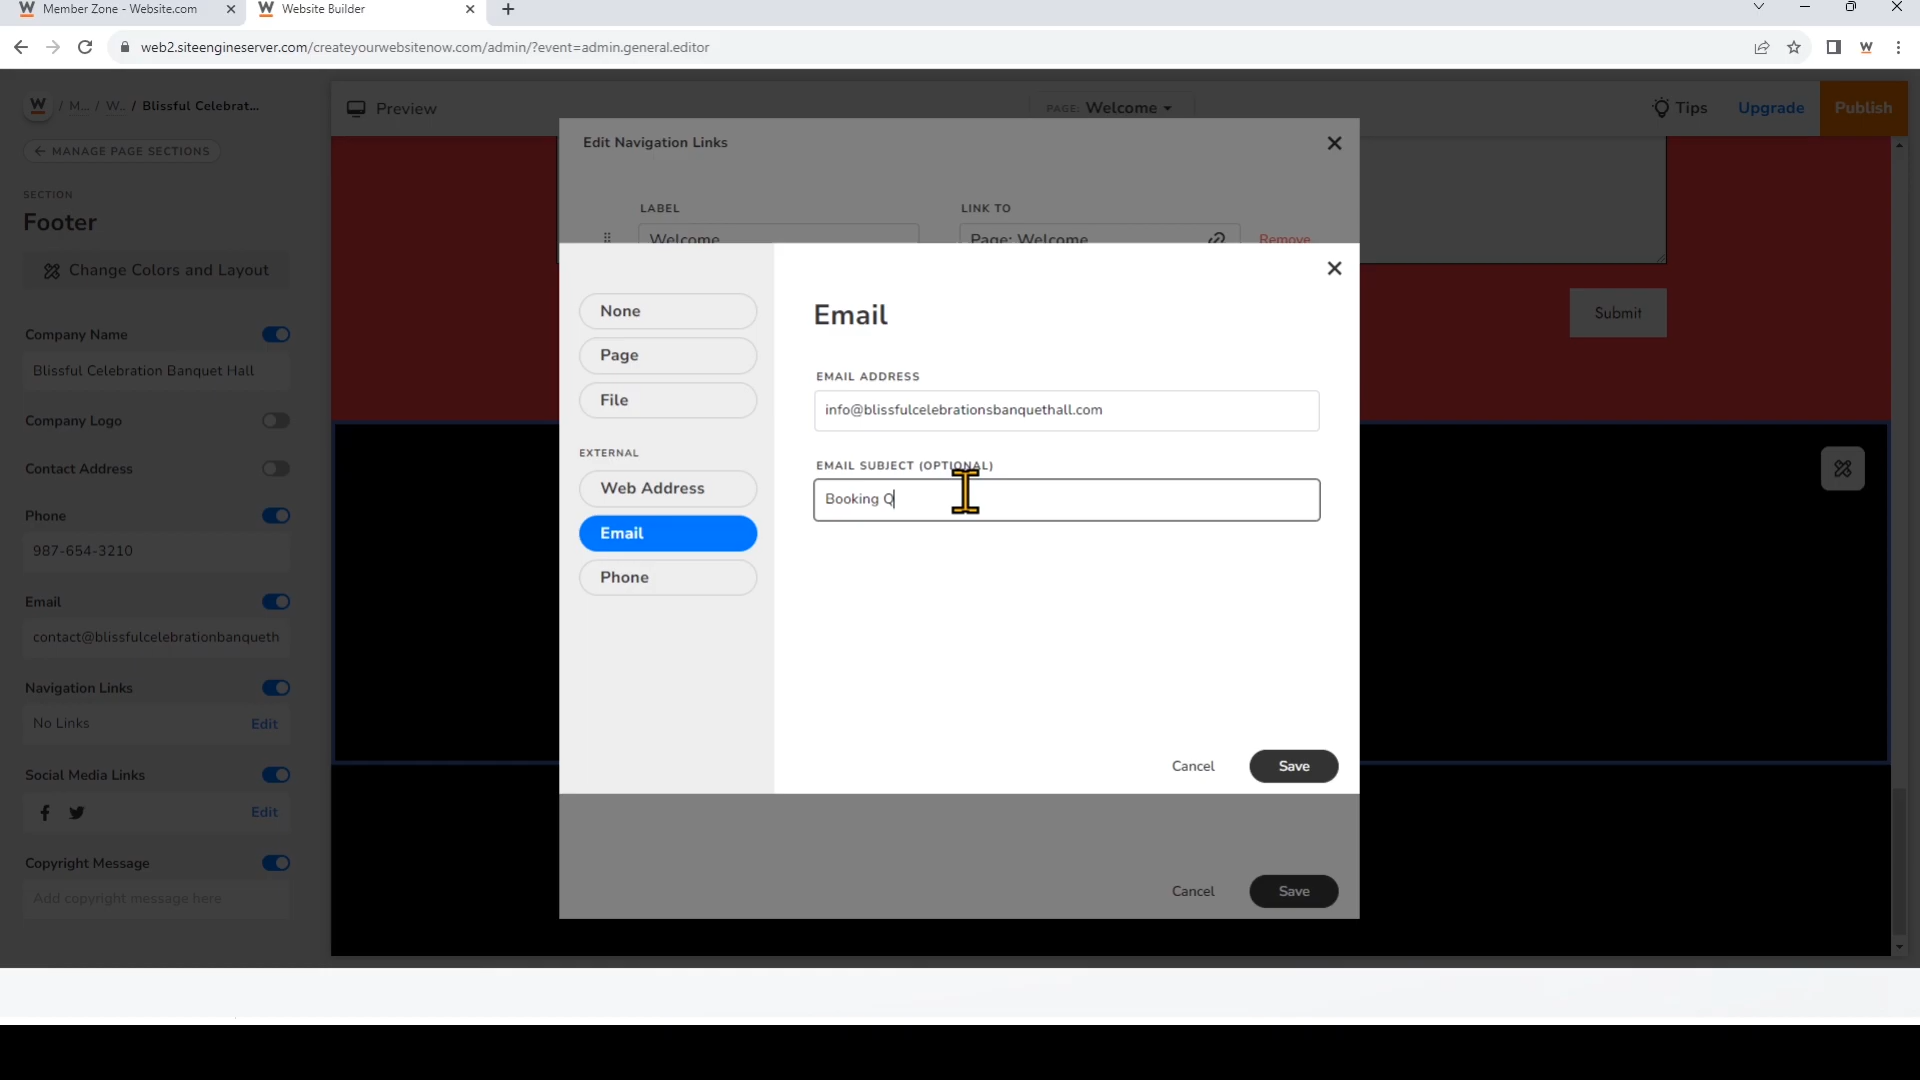 Member Zone - Website.com
Website Builder
web2.siteengineserver.com/createyourwebsitenow.com/admin/?event=admin.general.editor
W / M... / W.. / Blissful Celebrat...
Preview
PAGE: Welcome
Tips
Upgrade
Publish
MANAGE PAGE SECTIONS
SECTION
Footer
Change Colors and Layout
Company Name
Blissful Celebration Banquet Hall
Company Logo
Contact Address
Phone
987-654-3210
Email
contact@blissfulcelebrationbanqueth
Navigation Links
No Links
Edit
Social Media Links
Edit
Copyright Message
Add copyright message here
Edit Navigation Links
LABEL
LINK TO
Welcome
Page: Welcome
Remove
None
Page
File
EXTERNAL
Web Address
Email
Phone
Email
EMAIL ADDRESS
info@blissfulcelebrationsbanquethall.com
EMAIL SUBJECT (OPTIONAL)
Booking Q
Cancel
Save
Cancel
Save
Submit